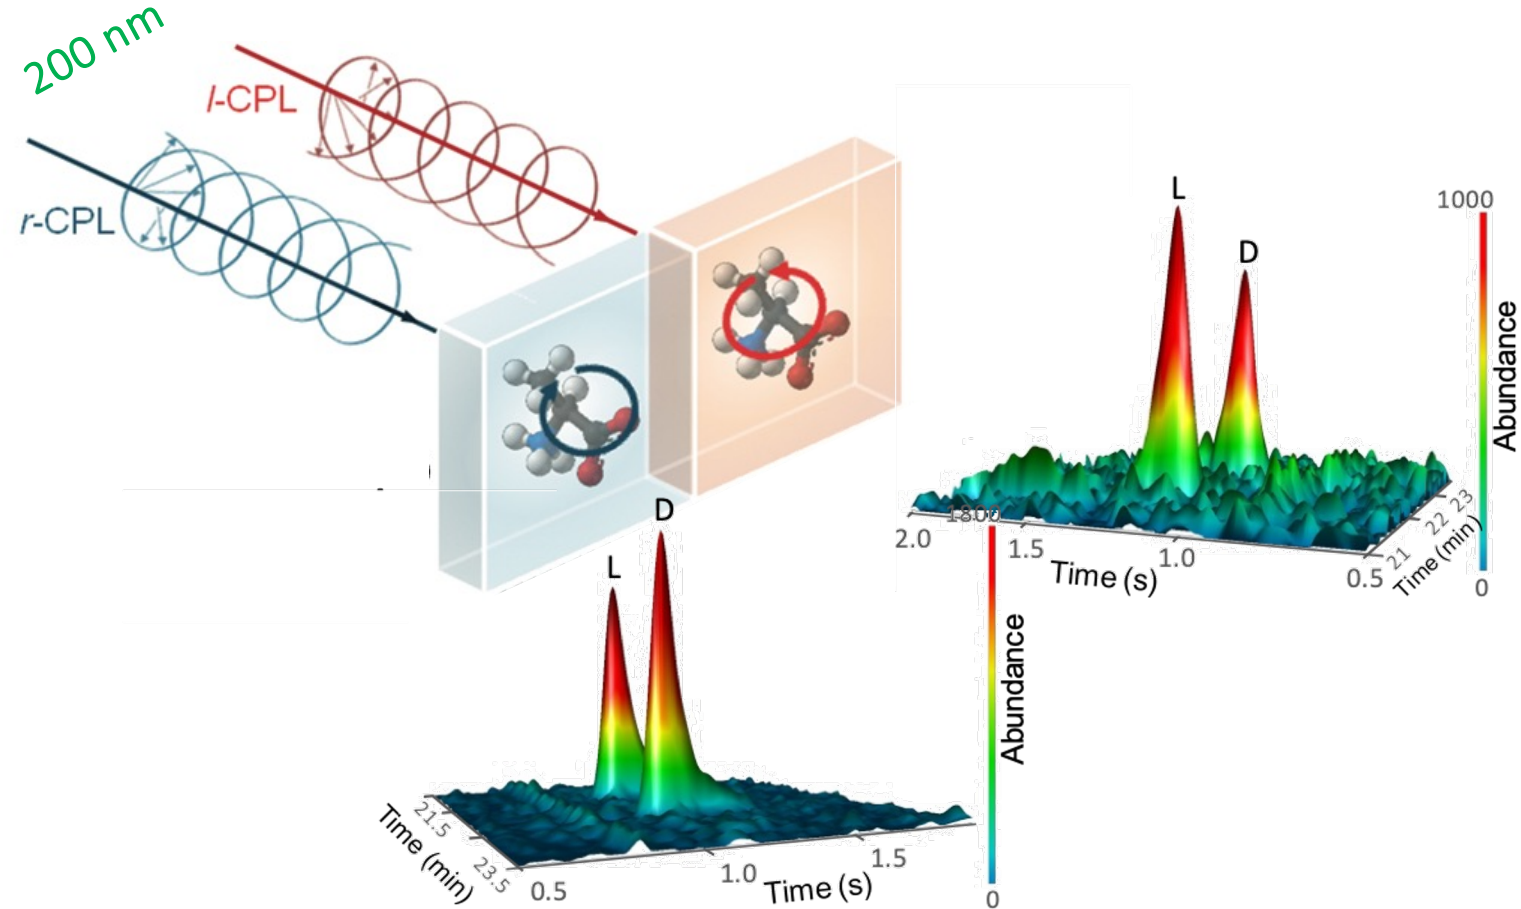 200 nm
l-CPL
r-CPL
L
D
1000
Abundance
0
2.0
1.5
1.0
0.5
Time (s)
21
22
23
Time (min)
L
D
1800
Abundance
0
21.5
23.5
Time (min)
0.5
1.0
1.5
Time (s)